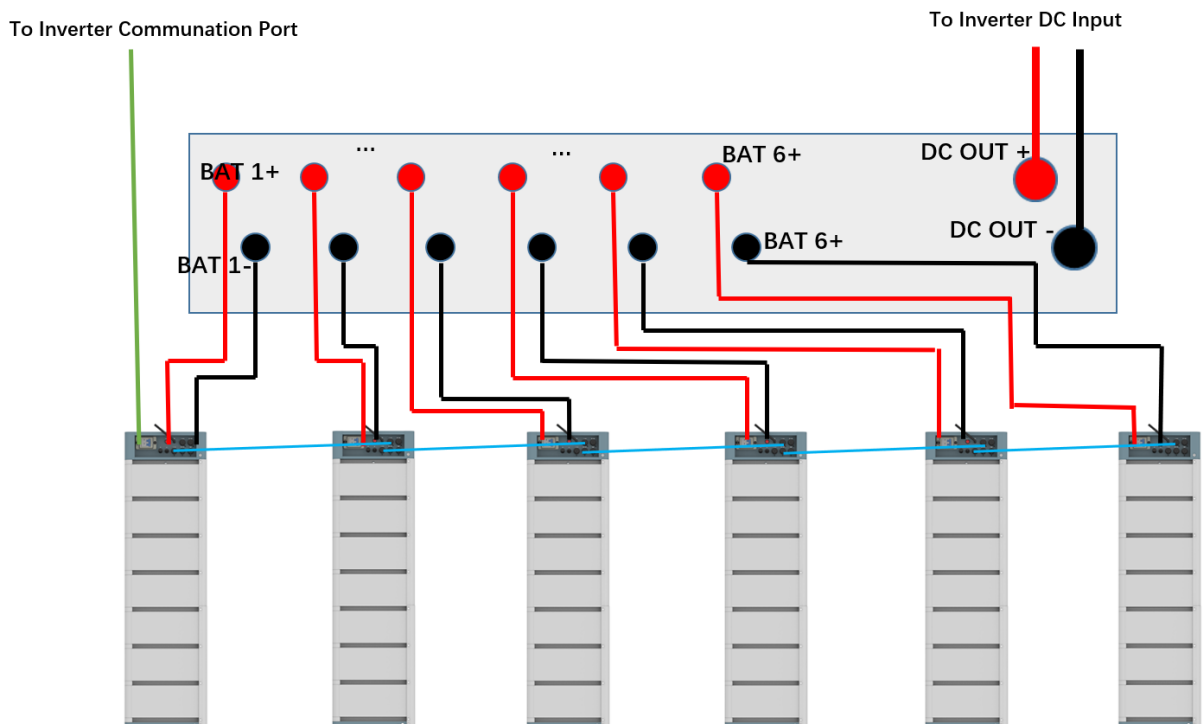 To Inverter Communation Port
To Inverter DC Input
...
...
BAT 1+
BAT 6+
DC OUT +
BAT 1-
BAT 6+
DC OUT -